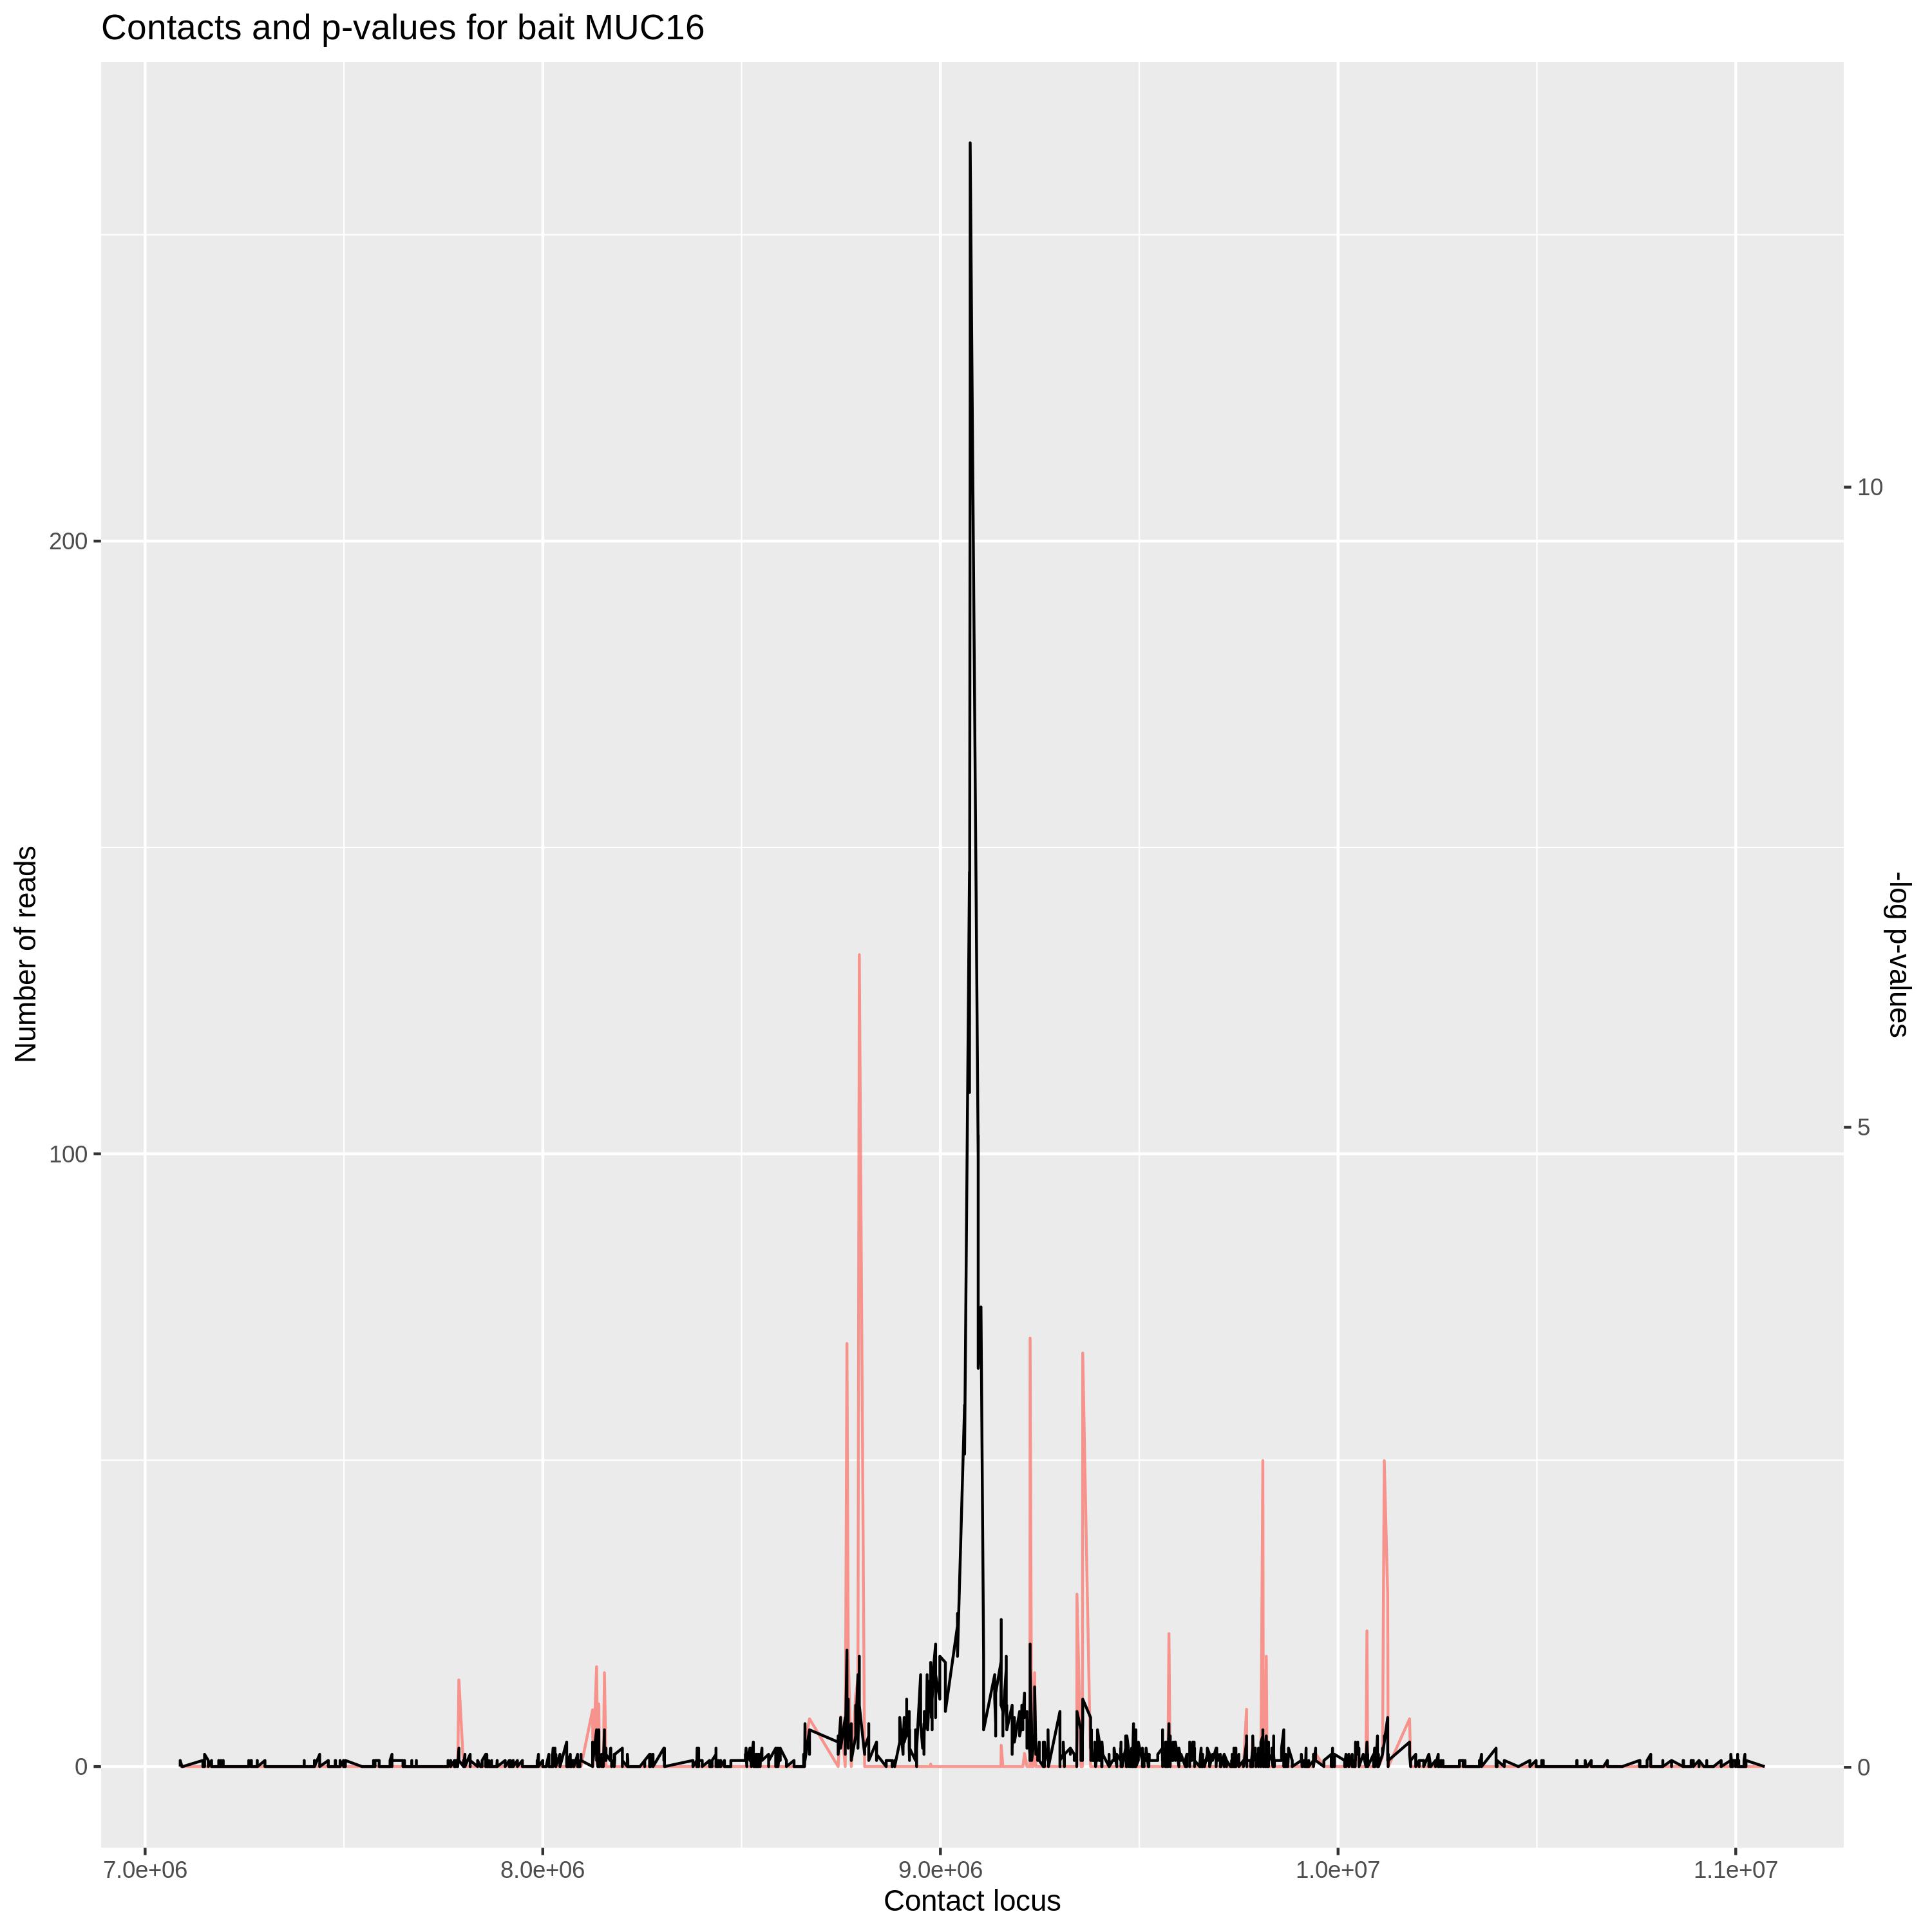 Contacts and p-values for bait MUC16
200
100
0
Number of reads
10
5
0
-log p-values
7.0e+06
8.0e+06
9.0e+06
1.0e+07
1.1e+07
Contact locus